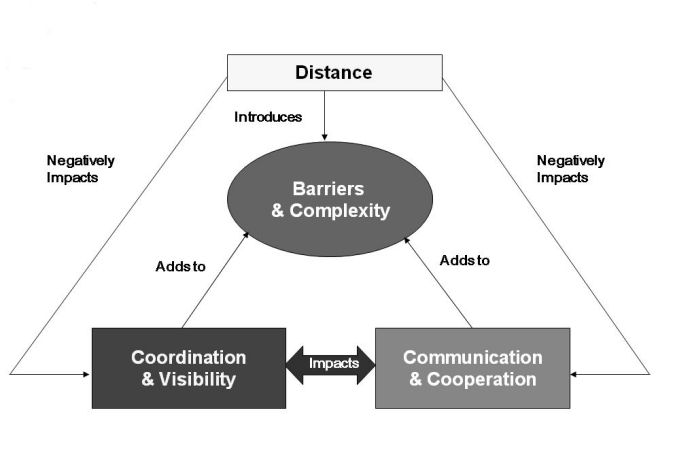 Distance
Introduces
Negatively
Impacts
Negatively
Impacts
Barriers
& Complexity
Adds to
Adds to
Coordination
& Visibility
Impacts
Communication
& Cooperation